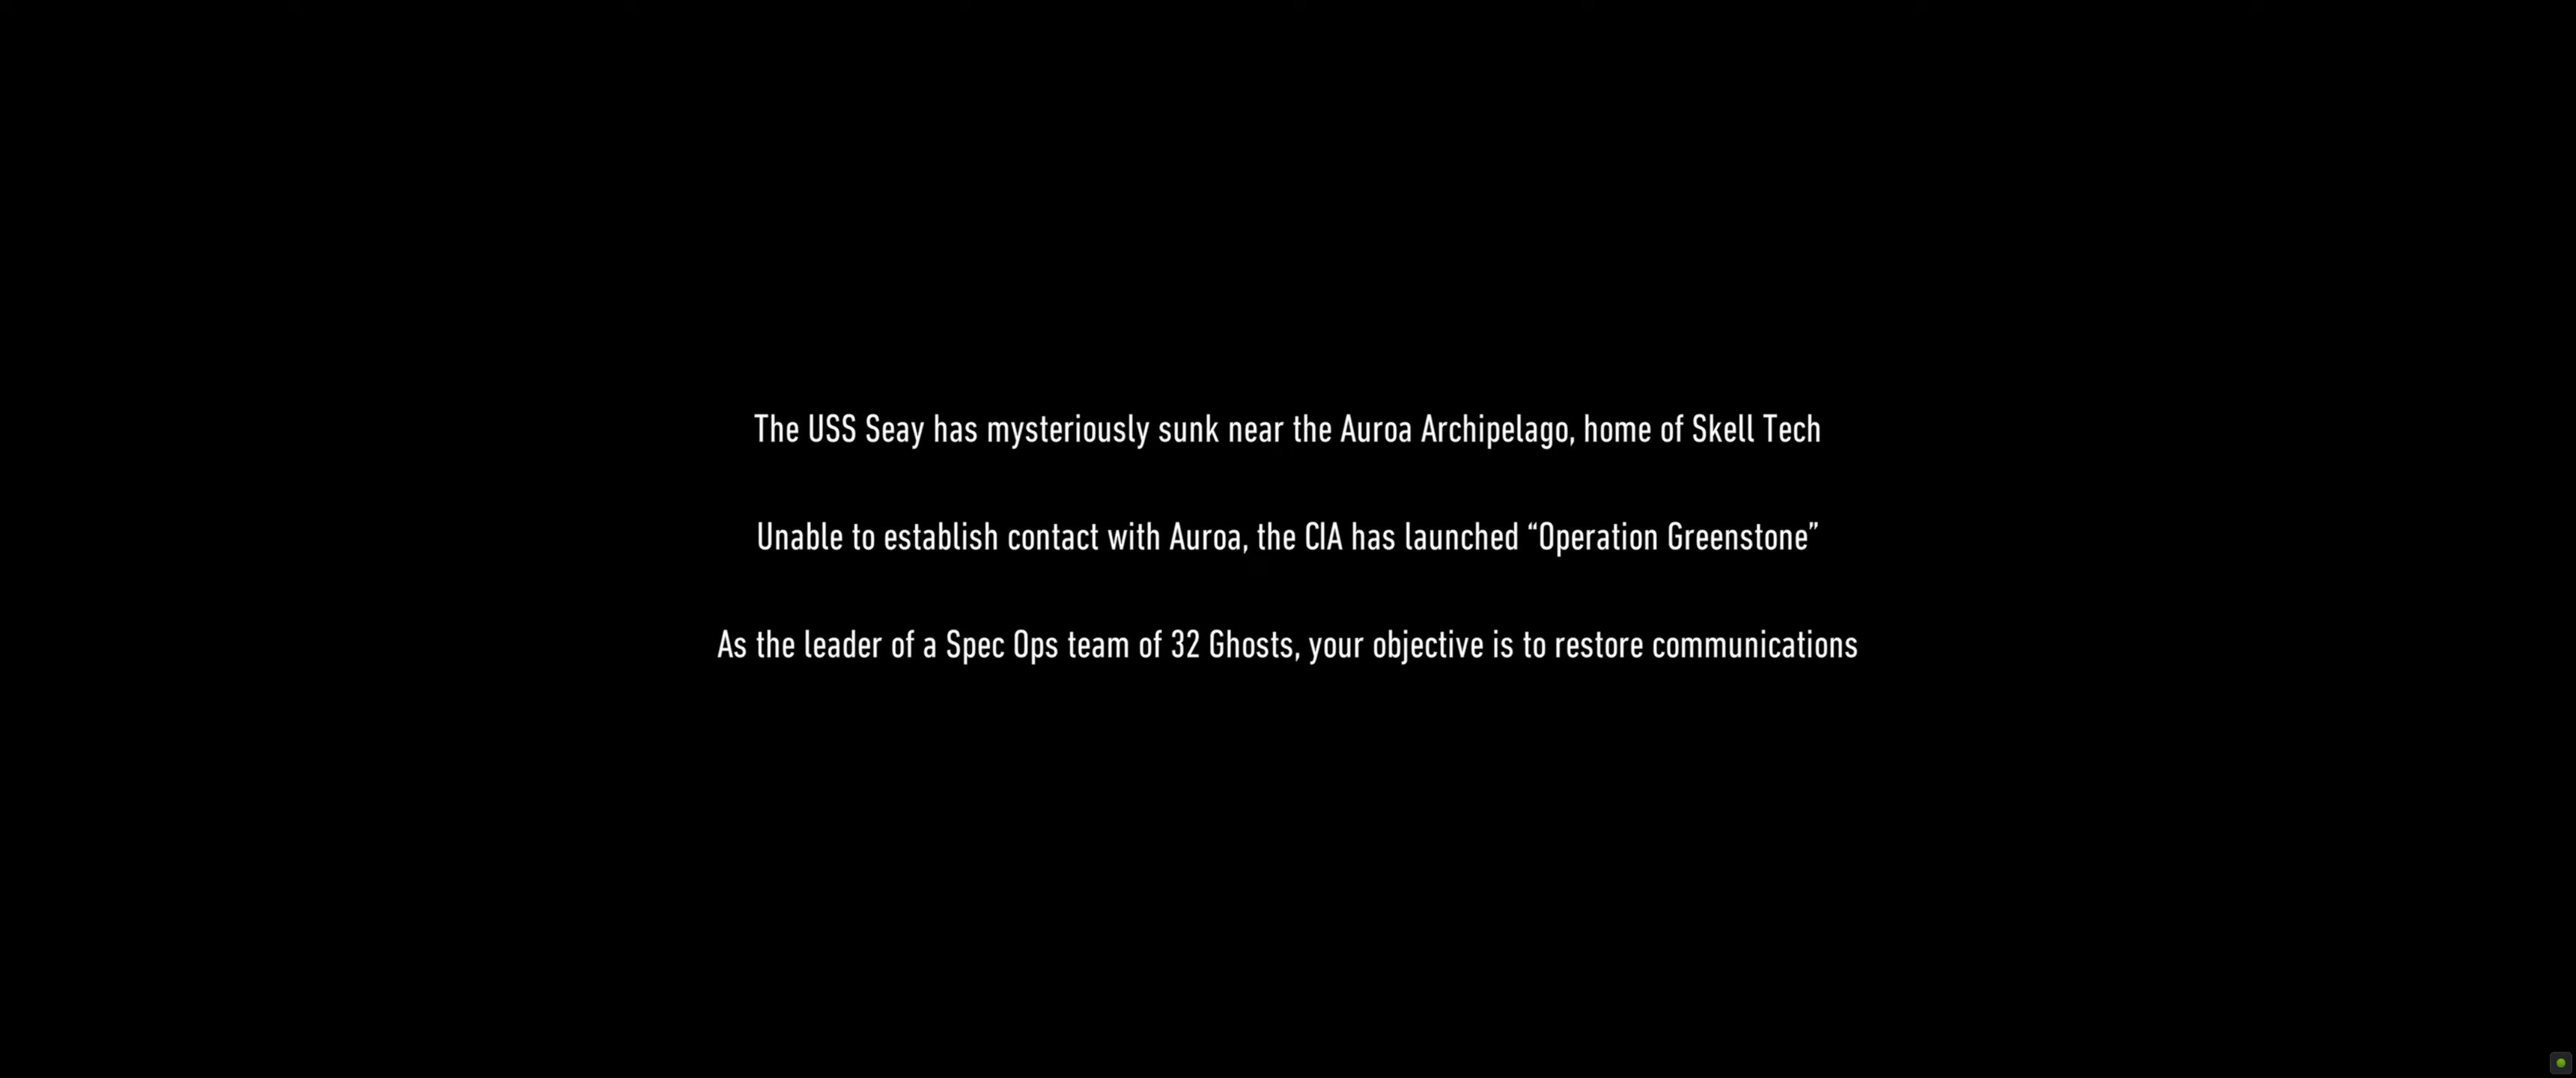 The USS Seay has mysteriously sunk near the Auroa Archipelago, home of Skell Tech
Unable to establish contact with Auroa, the CIA has launched “Operation Greenstone”
As the leader of a Spec Ops team of 32 Ghosts, your objective is to restore communications